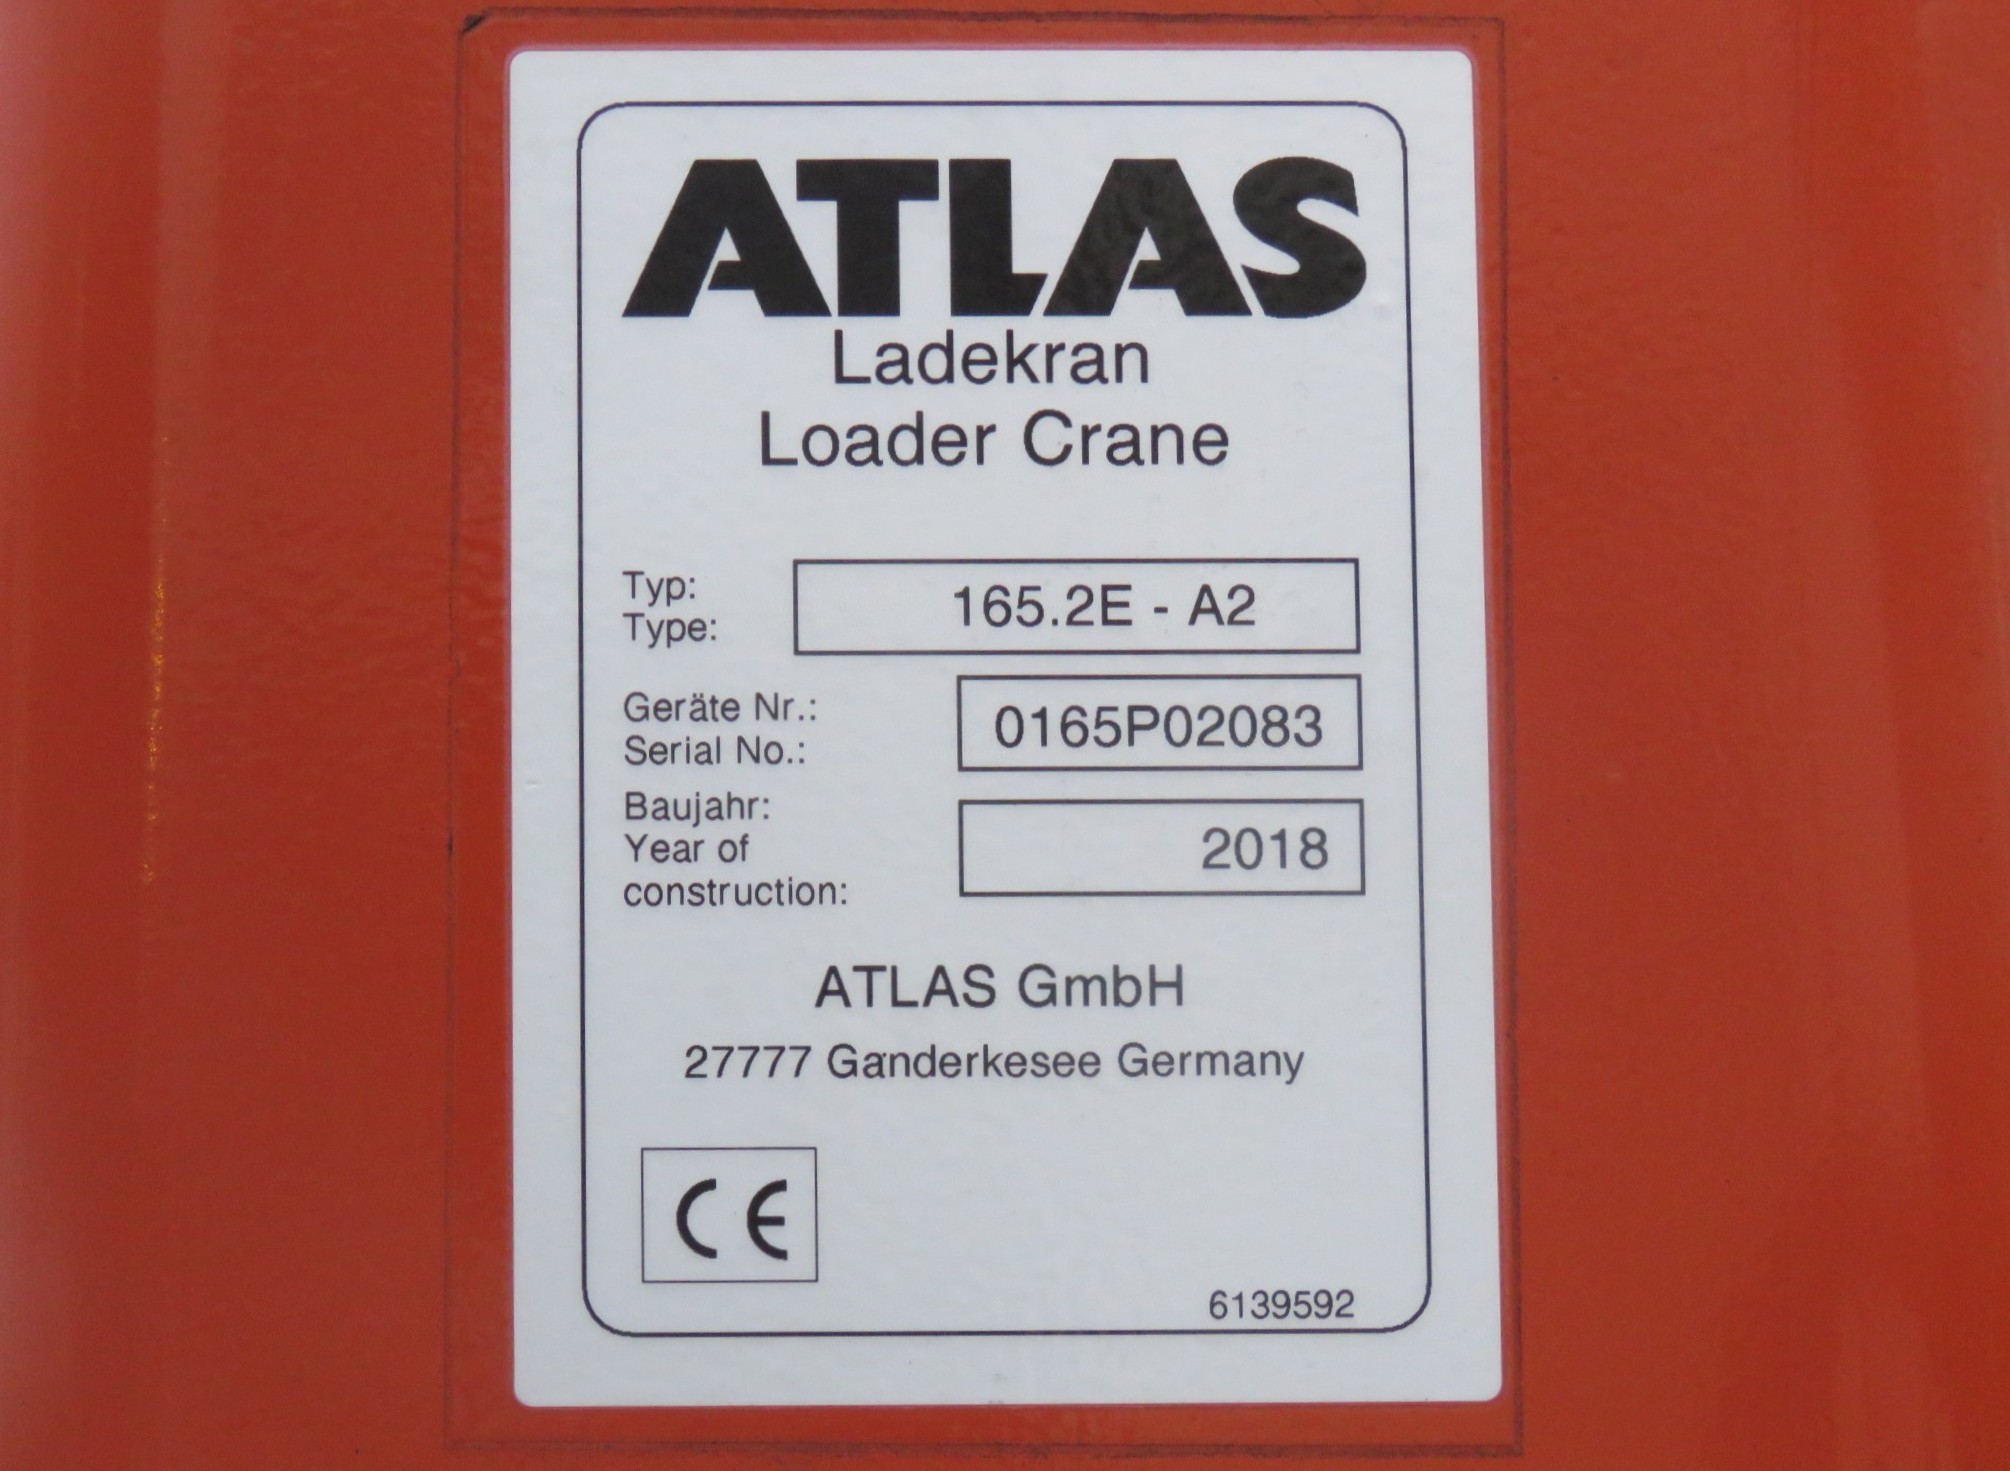 ATLAS
Ladekran
Loader Crane
Typ:
Type:
165.2E - A2
Geräte Nr.:
Serial No.:
0165P02083
Baujahr:
Year of
construction:
2018
ATLAS GmbH
27777 Ganderkesee Germany
CE
6139592